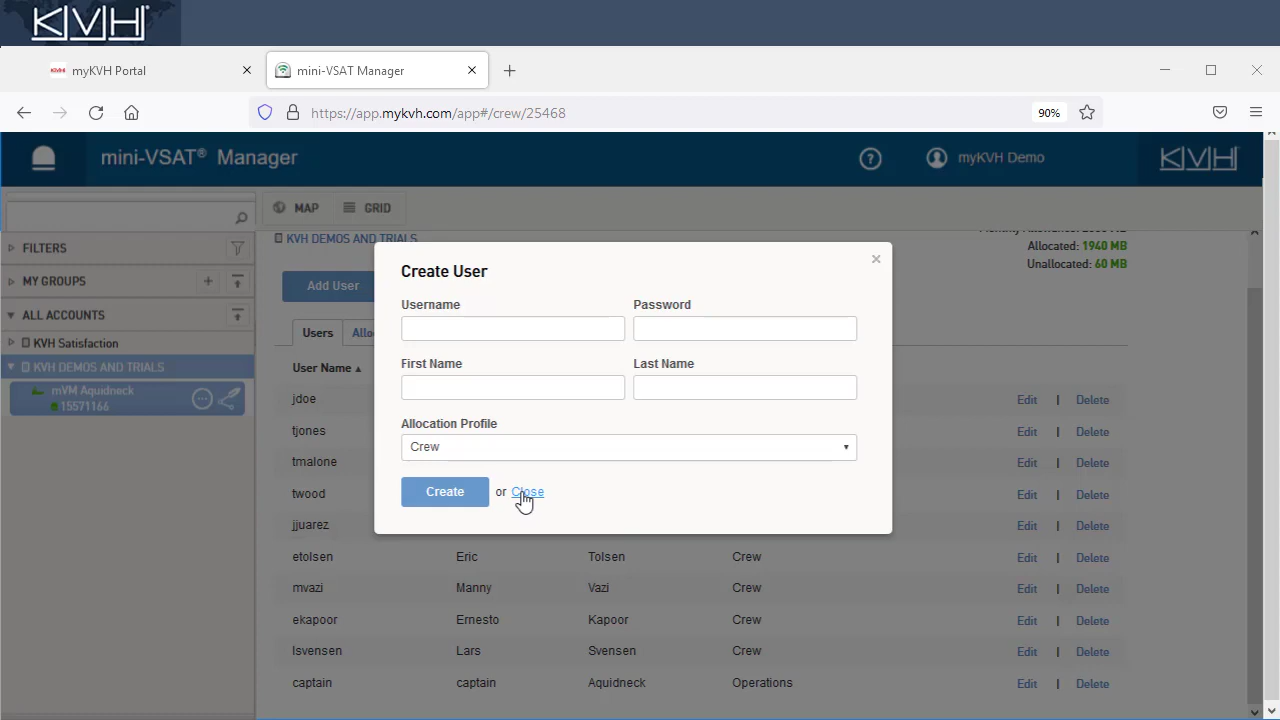 KVH
myKVH Portal
mini-VSAT Manager
https://app.mykvh.com/app#/crew/25468
90%
mini-VSAT® Manager
myKVH Demo
KVH
MAP
GRID
FILTERS
MY GROUPS
ALL ACCOUNTS
KVH Satisfaction
KVH DEMOS AND TRIALS
mVM Aquidneck
15571166
KVH DEMOS AND TRIALS
Allocated: 1940 MB
Unallocated: 60 MB
Add User
Users
User Name
jdoe Edit | Delete
tjones Edit | Delete
tmalone Edit | Delete
twood Edit | Delete
jjuarez Edit | Delete
etolsen Eric Tolsen Crew Edit | Delete
mvazi Manny Vazi Crew Edit | Delete
ekapoor Ernesto Kapoor Crew Edit | Delete
lsvensen Lars Svensen Crew Edit | Delete
captain captain Aquidneck Operations Edit | Delete
Create User
Username Password
First Name Last Name
Allocation Profile
Crew
Create or Close